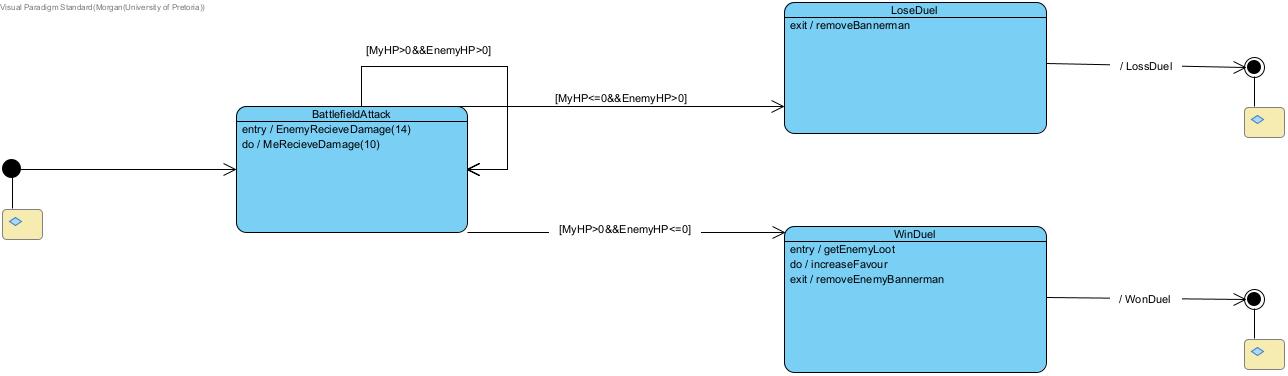 Visual Paradigm Standard(Morgan(University of Pretoria))
LoseDuel
exit / removeBannerman
[MyHP>0&&EnemyHP>0]
/ LossDuel
[MyHP<=0&&EnemyHP>0]
BattlefieldAttack
entry / EnemyRecieveDamage(14)
do / MeRecieveDamage(10)
[MyHP>0&&EnemyHP<=0]
WinDuel
entry / getEnemyLoot
do / increaseFavour
exit / removeEnemyBannerman
/ WonDuel